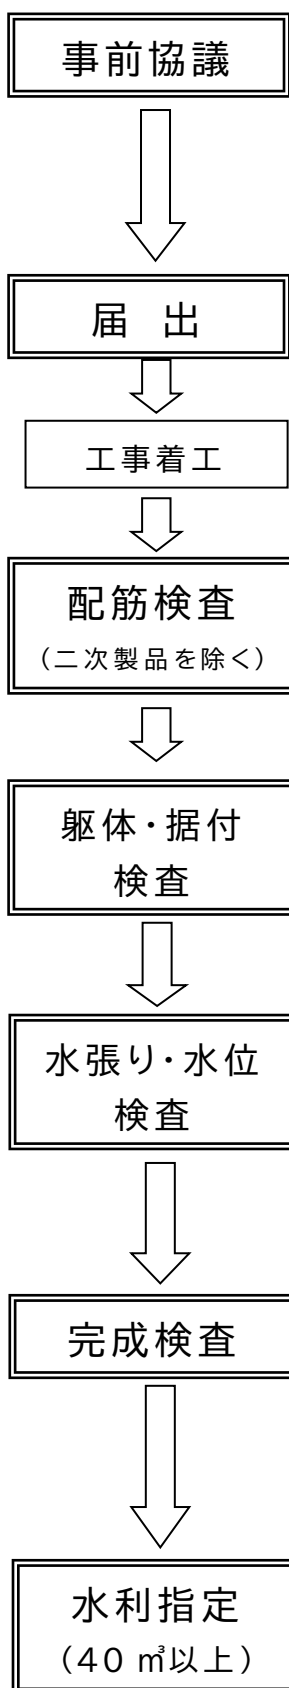 事前協議
届　出
工事着工
配筋検査
(二次製品を除く)
躯体・据付
検査
水張り・水位
検査
完成検査
水利指定
(40 ㎥以上)